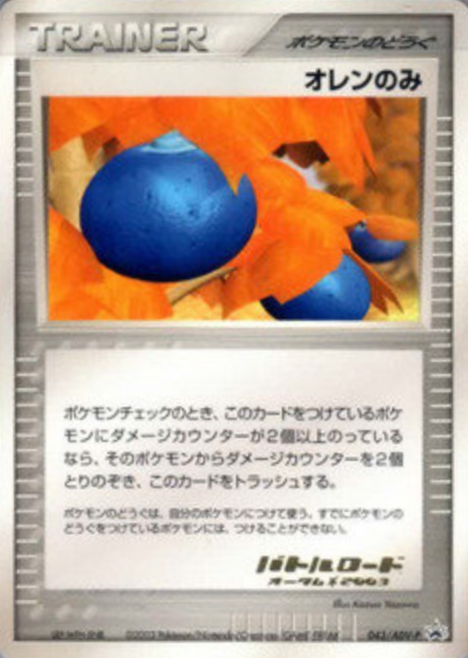 TRAINER
ポケモンのどうぐ
オレンのみ
ポケモンチェックのとき、このカードをつけているポケ
モンにダメージカウンターが2個以上のっている
なら、そのポケモンからダメージカウンターを2個
とりのぞき、このカードをトラッシュする。
ポケモンのどうぐは、自分のポケモンにつけて使う。すでにポケモンの
どうぐをつけているポケモンには、つけることができない。
バトルロード
オータム★2003
043/ADV-P